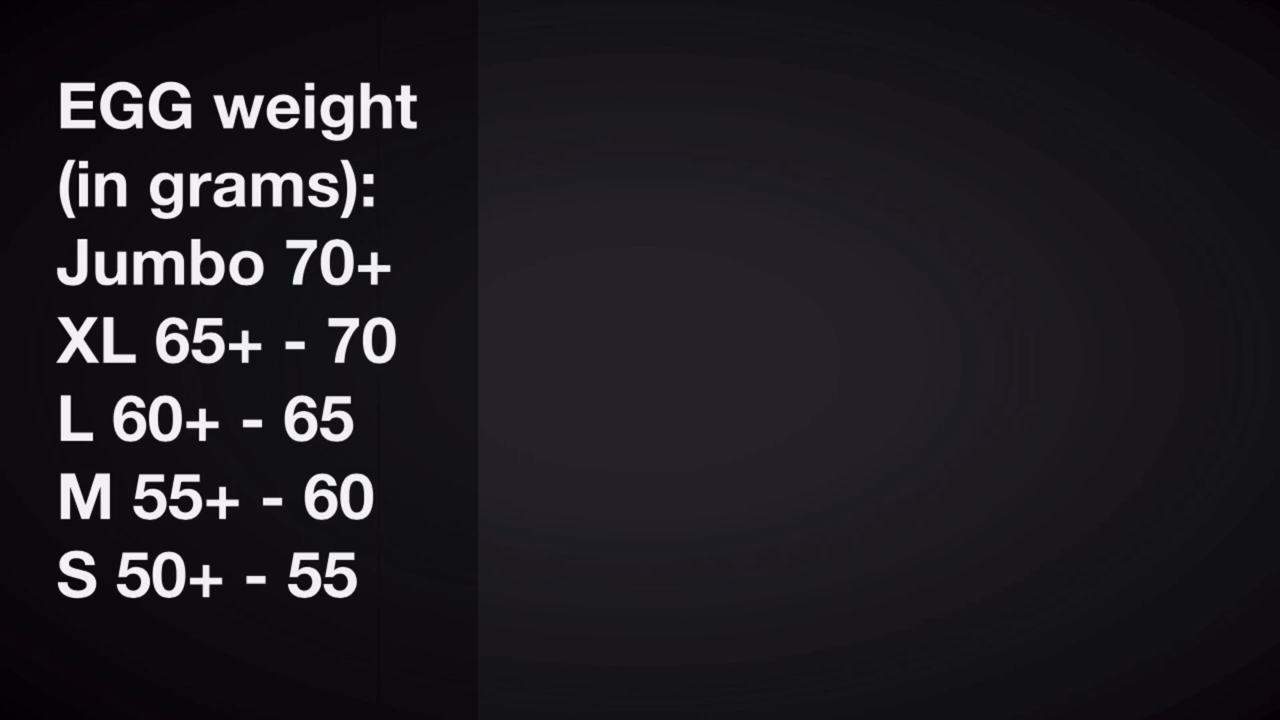 EGG weight
(in grams):
Jumbo 70+
XL 65+ - 70
L 60+ - 65
M 55+ - 60
S 50+ - 55